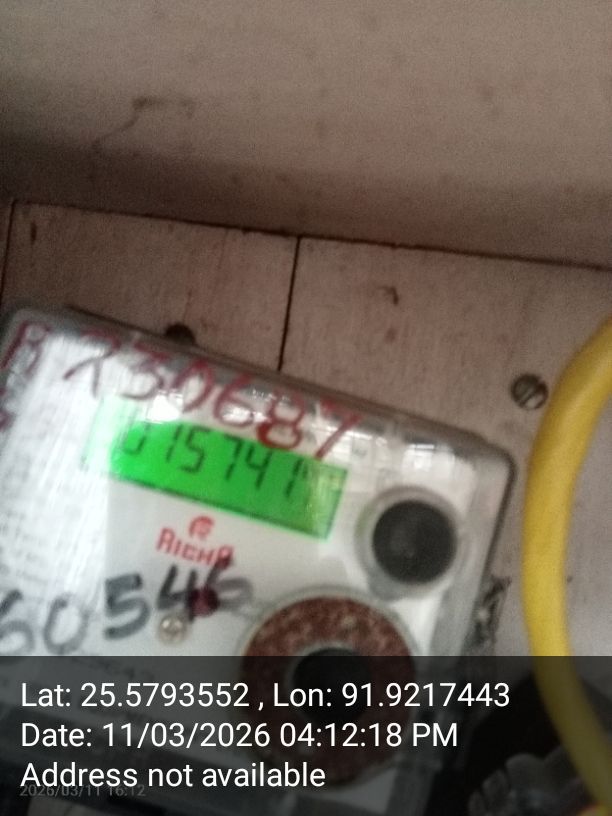 230687
015741
RICHA
60546
Lat: 25.5793552 , Lon: 91.9217443
Date: 11/03/2026 04:12:18 PM
Address not available
2026/03/11 16:12